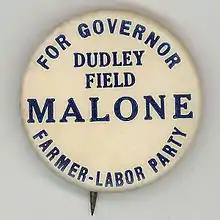 FOR GOVERNOR
DUDLEY
FIELD
MALONE
FARMER-LABOR PARTY